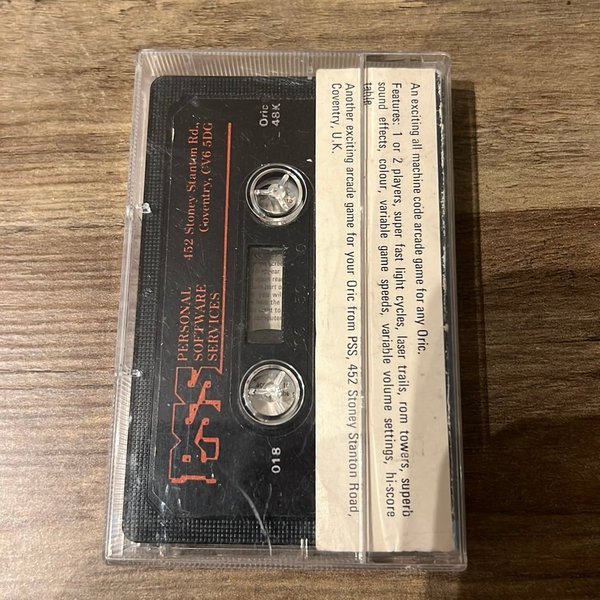 An exciting all machine code arcade game for any Oric.
Features: 1 or 2 players, super fast light cycles, laser trails, rom towers, superb
sound effects, colour, variable game speeds, variable volume settings, hi-score
table.
Another exciting arcade game for your Oric from PSS, 452 Stoney Stanton Road,
Coventry, U.K.
Oric
48K
452 Stoney Stanton Rd.,
Coventry, CV6 5DG
PERSONAL
SOFTWARE
SERVICES
PSS
018